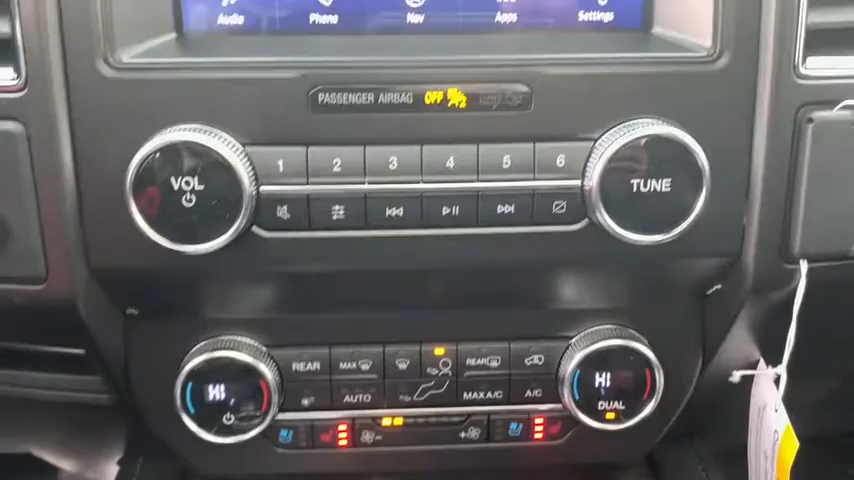 Audio Phone Nav Apps Settings
PASSENGER AIRBAG OFF
1 2 3 4 5 6
VOL
TUNE
REAR MAX REAR
HI
HI
AUTO MAX A/C A/C
DUAL